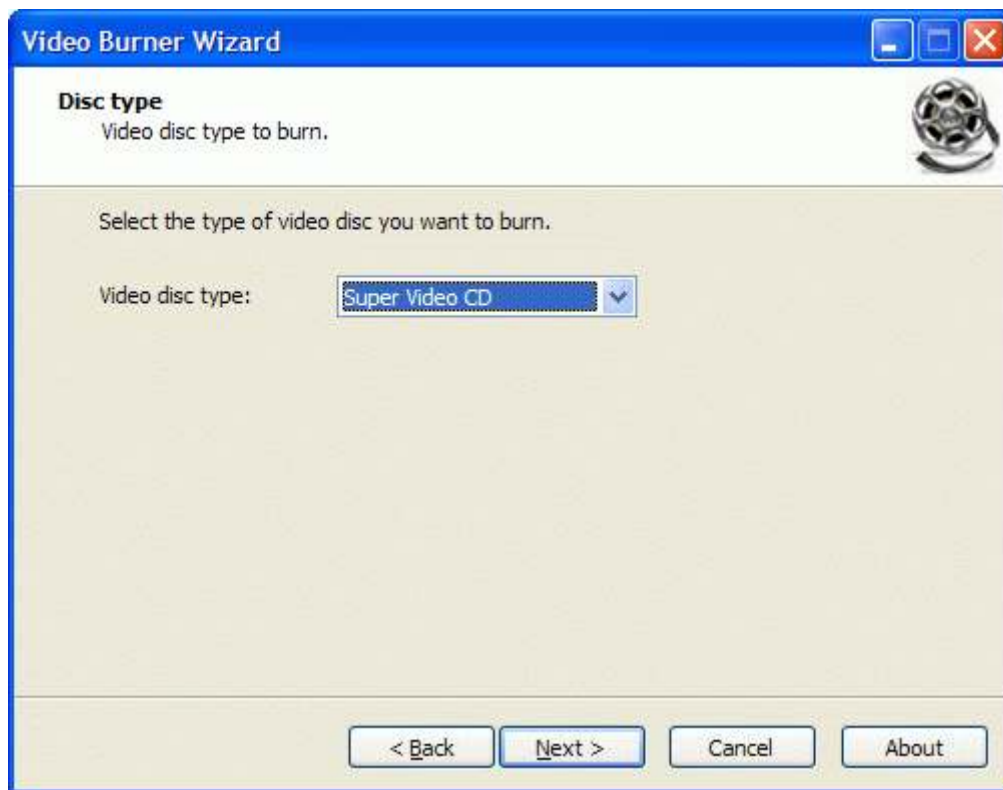 Video Burner Wizard
Disc type
Video disc type to burn.
Select the type of video disc you want to burn.
Video disc type: Super Video CD
< Back Next > Cancel About